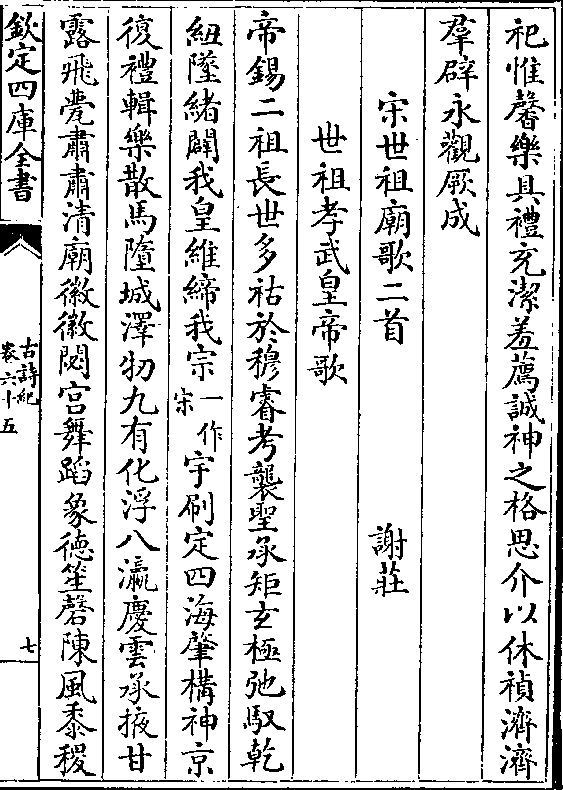 祀惟馨樂具禮充潔羞薦誠神之格思介以休禎濟濟
羣辟永觀厥成
宋世祖廟歌二首 謝莊
世祖孝武皇帝歌
帝錫二祖長世多祜於穆睿考襲聖承矩玄極弛馭乾
紐墜緒闢我皇維締我宗一作宋宇刷定四海肇構神京
復禮輯樂散馬墮城澤牣九有化浮八瀛慶雲承掖甘
露飛甍肅肅清廟徽徽閟宮舞蹈象德笙磬陳風黍稷
欽定四庫全書
古詩紀
卷六十五
七